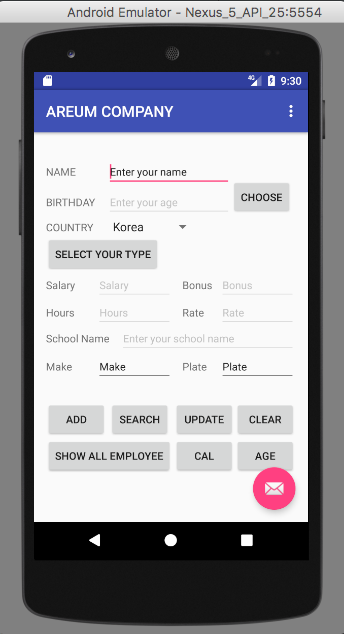 Android Emulator - Nexus_5_API_25:5554
4G 9:30
AREUM COMPANY
NAME Enter your name
BIRTHDAY Enter your age CHOOSE
COUNTRY Korea
SELECT YOUR TYPE
Salary Salary Bonus Bonus
Hours Hours Rate Rate
School Name Enter your school name
Make Make Plate Plate
ADD SEARCH UPDATE CLEAR
SHOW ALL EMPLOYEE CAL AGE